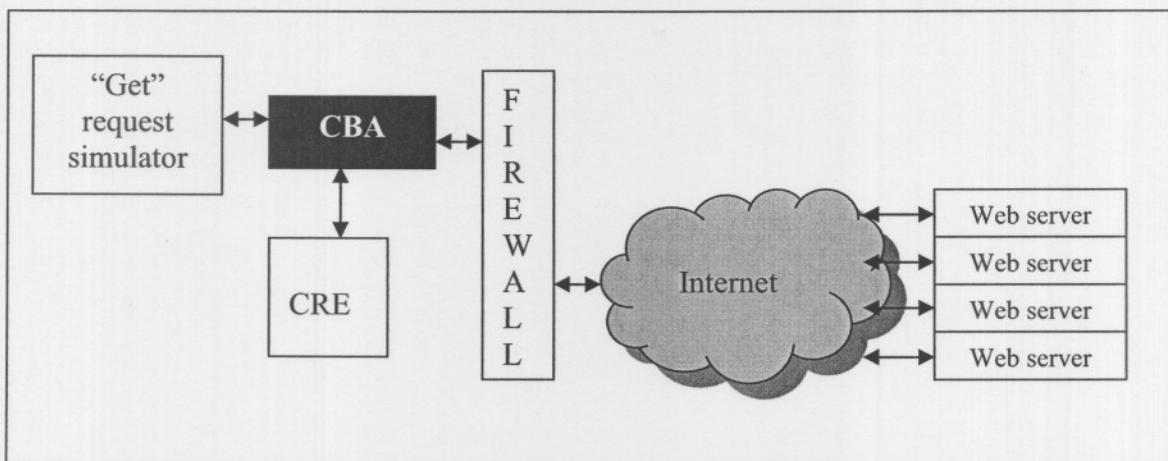 “Get”
request
simulator
CBA
CRE
F
I
R
E
W
A
L
L
Internet
Web server
Web server
Web server
Web server